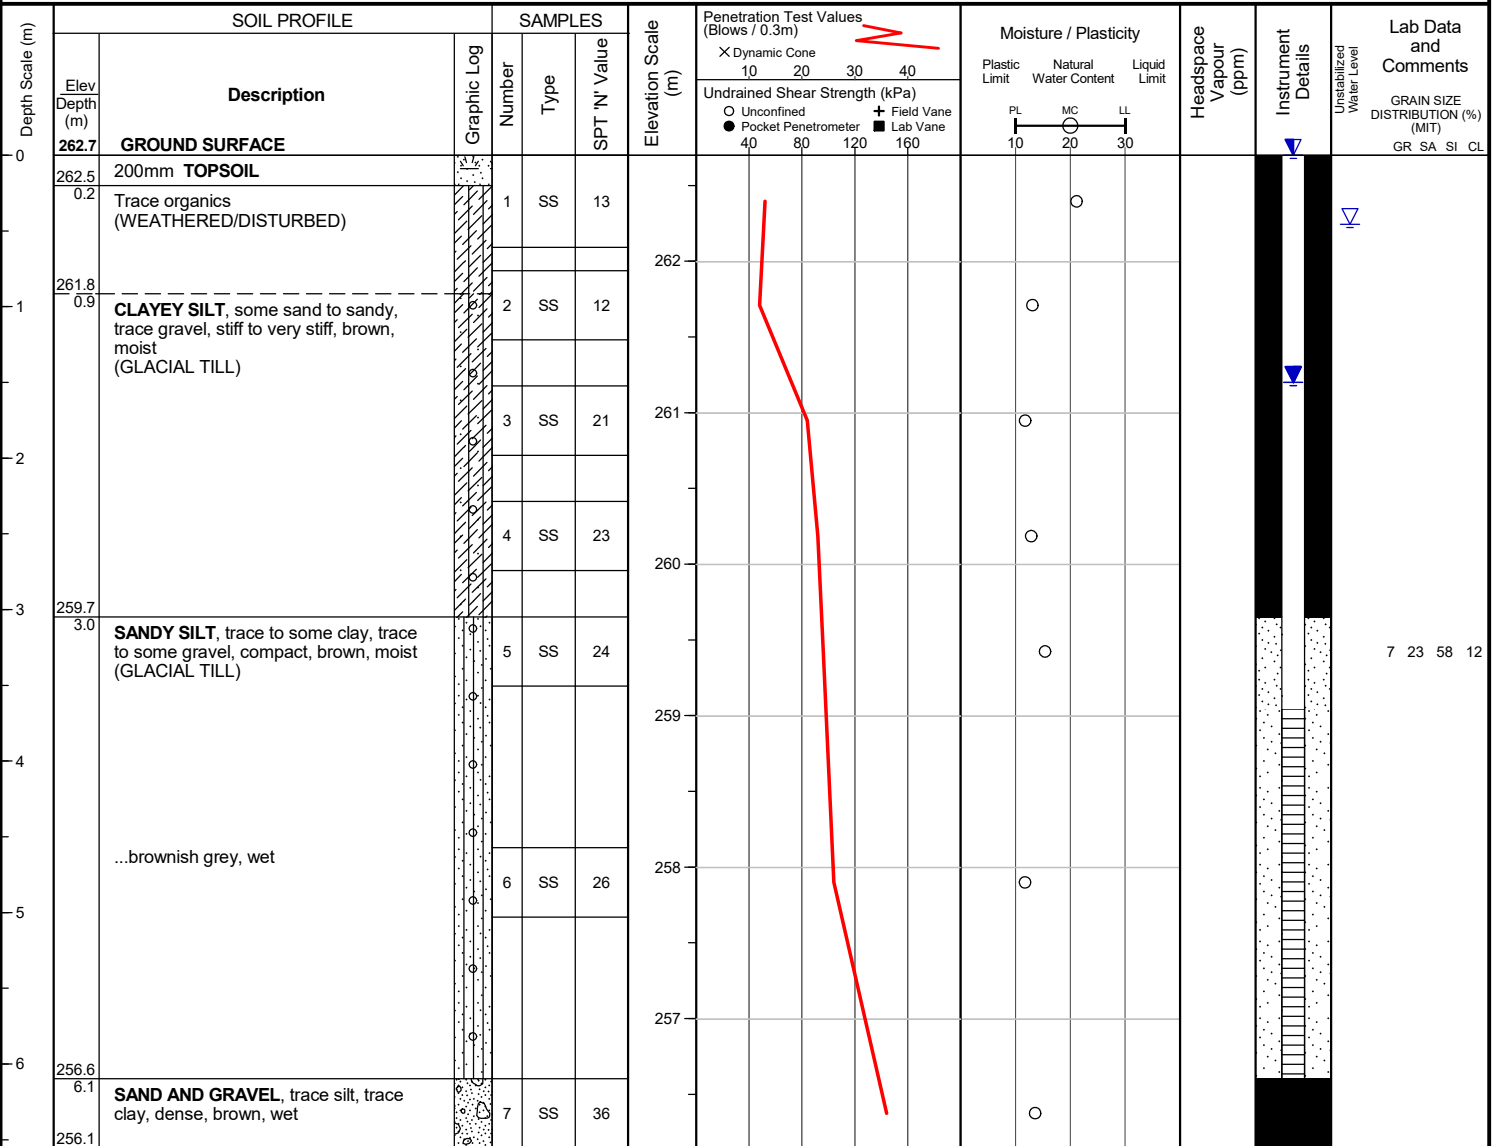 SOIL PROFILE
SAMPLES
Depth Scale (m)
Elev
Depth
(m)
Description
Graphic Log
Number
Type
SPT 'N' Value
Elevation Scale
(m)
Penetration Test Values
(Blows / 0.3m)
Dynamic Cone
10 20 30 40
Undrained Shear Strength (kPa)
Unconfined
Field Vane
Pocket Penetrometer
Lab Vane
40 80 120 160
Moisture / Plasticity
Plastic
Limit
Natural
Water Content
Liquid
Limit
PL MC LL
10 20 30
Headspace
Vapour
(ppm)
Instrument
Details
Unstabilized
Water Level
Lab Data
and
Comments
GRAIN SIZE
DISTRIBUTION (%)
(MIT)
GR SA SI CL
262.7 GROUND SURFACE
0
262.5 200mm TOPSOIL
0.2
Trace organics
(WEATHERED/DISTURBED)
1 SS 13
262
261.8
0.9
1
CLAYEY SILT, some sand to sandy,
trace gravel, stiff to very stiff, brown,
moist
(GLACIAL TILL)
2 SS 12
261
3 SS 21
2
4 SS 23
260
3
259.7
3.0
SANDY SILT, trace to some clay, trace
to some gravel, compact, brown, moist
(GLACIAL TILL)
5 SS 24
7 23 58 12
259
4
...brownish grey, wet
258
6 SS 26
5
257
6
256.6
6.1
SAND AND GRAVEL, trace silt, trace
clay, dense, brown, wet
7 SS 36
256.1